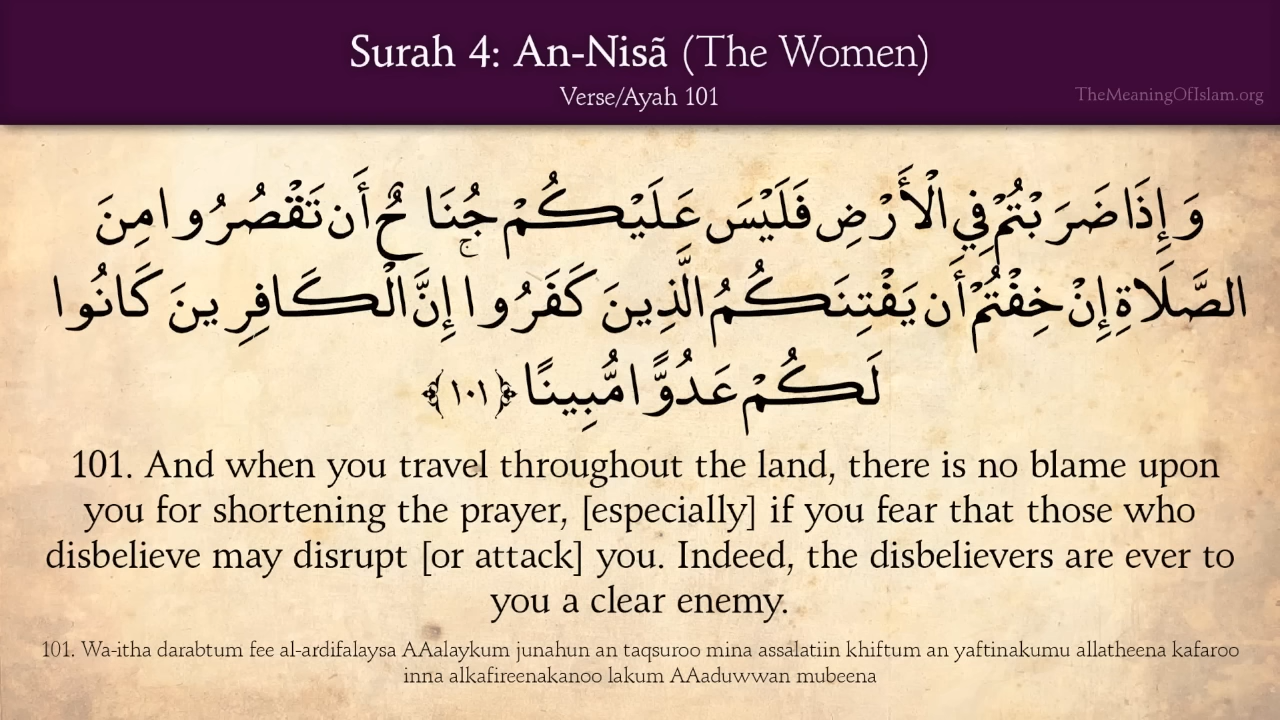 Surah 4: An-Nisã (The Women)
Verse/Ayah 101
TheMeaningOfIslam.org
وَإِذَا ضَرَبْتُمْ فِي الْأَرْضِ فَلَيْسَ عَلَيْكُمْ جُنَاحٌ أَن تَقْصُرُوا مِنَ
الصَّلَاةِ إِنْ خِفْتُمْ أَن يَفْتِنَكُمُ الَّذِينَ كَفَرُوا ۚ إِنَّ الْكَافِرِينَ كَانُوا
لَكُمْ عَدُوًّا مُّبِينًا ﴿١٠١﴾
101. And when you travel throughout the land, there is no blame upon
you for shortening the prayer, [especially] if you fear that those who
disbelieve may disrupt [or attack] you. Indeed, the disbelievers are ever to
you a clear enemy.
101. Wa-itha darabtum fee al-ardifalaysa AAalaykum junahun an taqsuroo mina assalatiin khiftum an yaftinakumu allatheena kafaroo
inna alkafireenakanoo lakum AAaduwwan mubeena